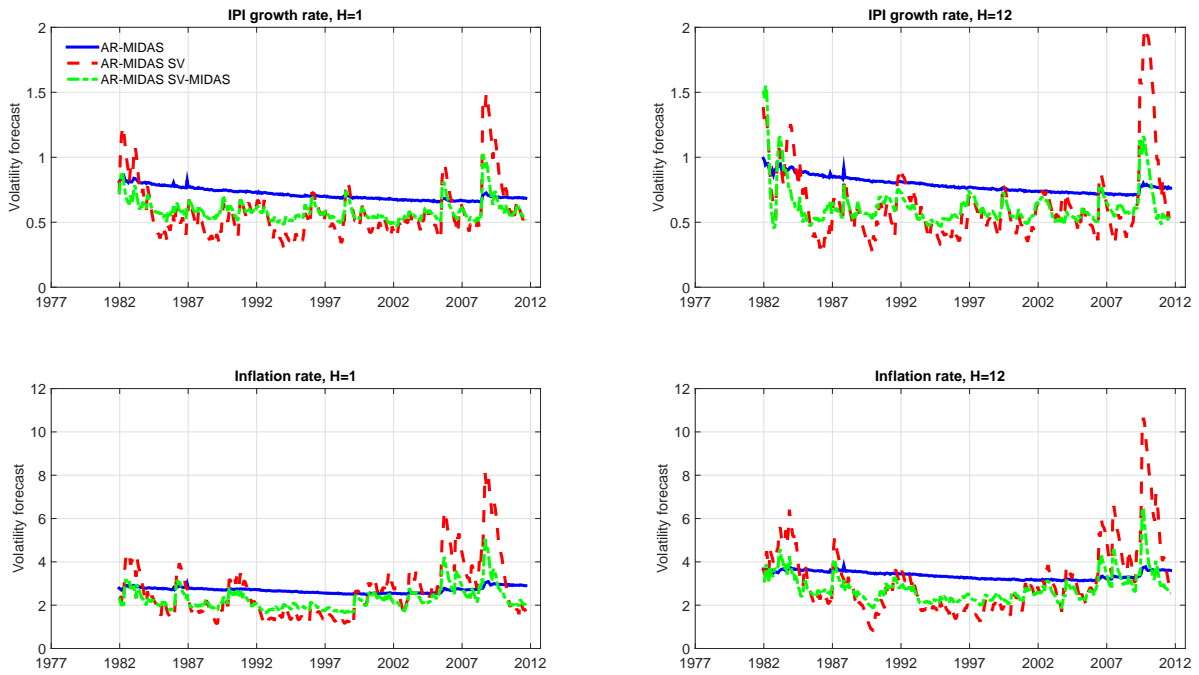 IPI growth rate, H=1
2
1.5
1
0.5
0
Volatility forecast
AR-MIDAS
AR-MIDAS SV
AR-MIDAS SV-MIDAS
1977 1982 1987 1992 1997 2002 2007 2012
IPI growth rate, H=12
2
1.5
1
0.5
0
Volatility forecast
1977 1982 1987 1992 1997 2002 2007 2012
Inflation rate, H=1
12
10
8
6
4
2
0
Volatility forecast
1977 1982 1987 1992 1997 2002 2007 2012
Inflation rate, H=12
12
10
8
6
4
2
0
Volatility forecast
1977 1982 1987 1992 1997 2002 2007 2012